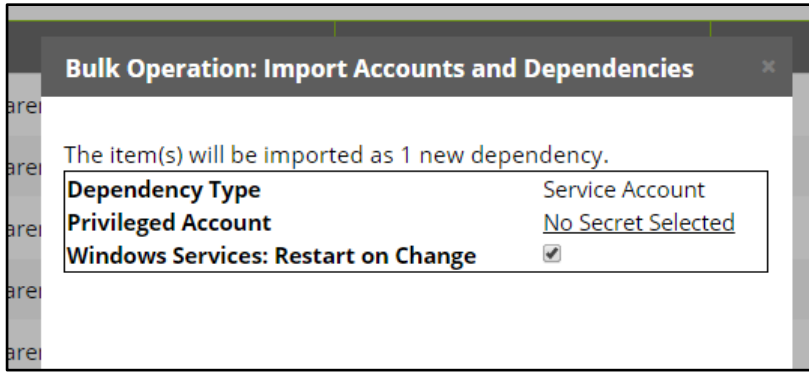 Bulk Operation: Import Accounts and Dependencies ×
The item(s) will be imported as 1 new dependency.
Dependency Type Service Account
Privileged Account No Secret Selected
Windows Services: Restart on Change